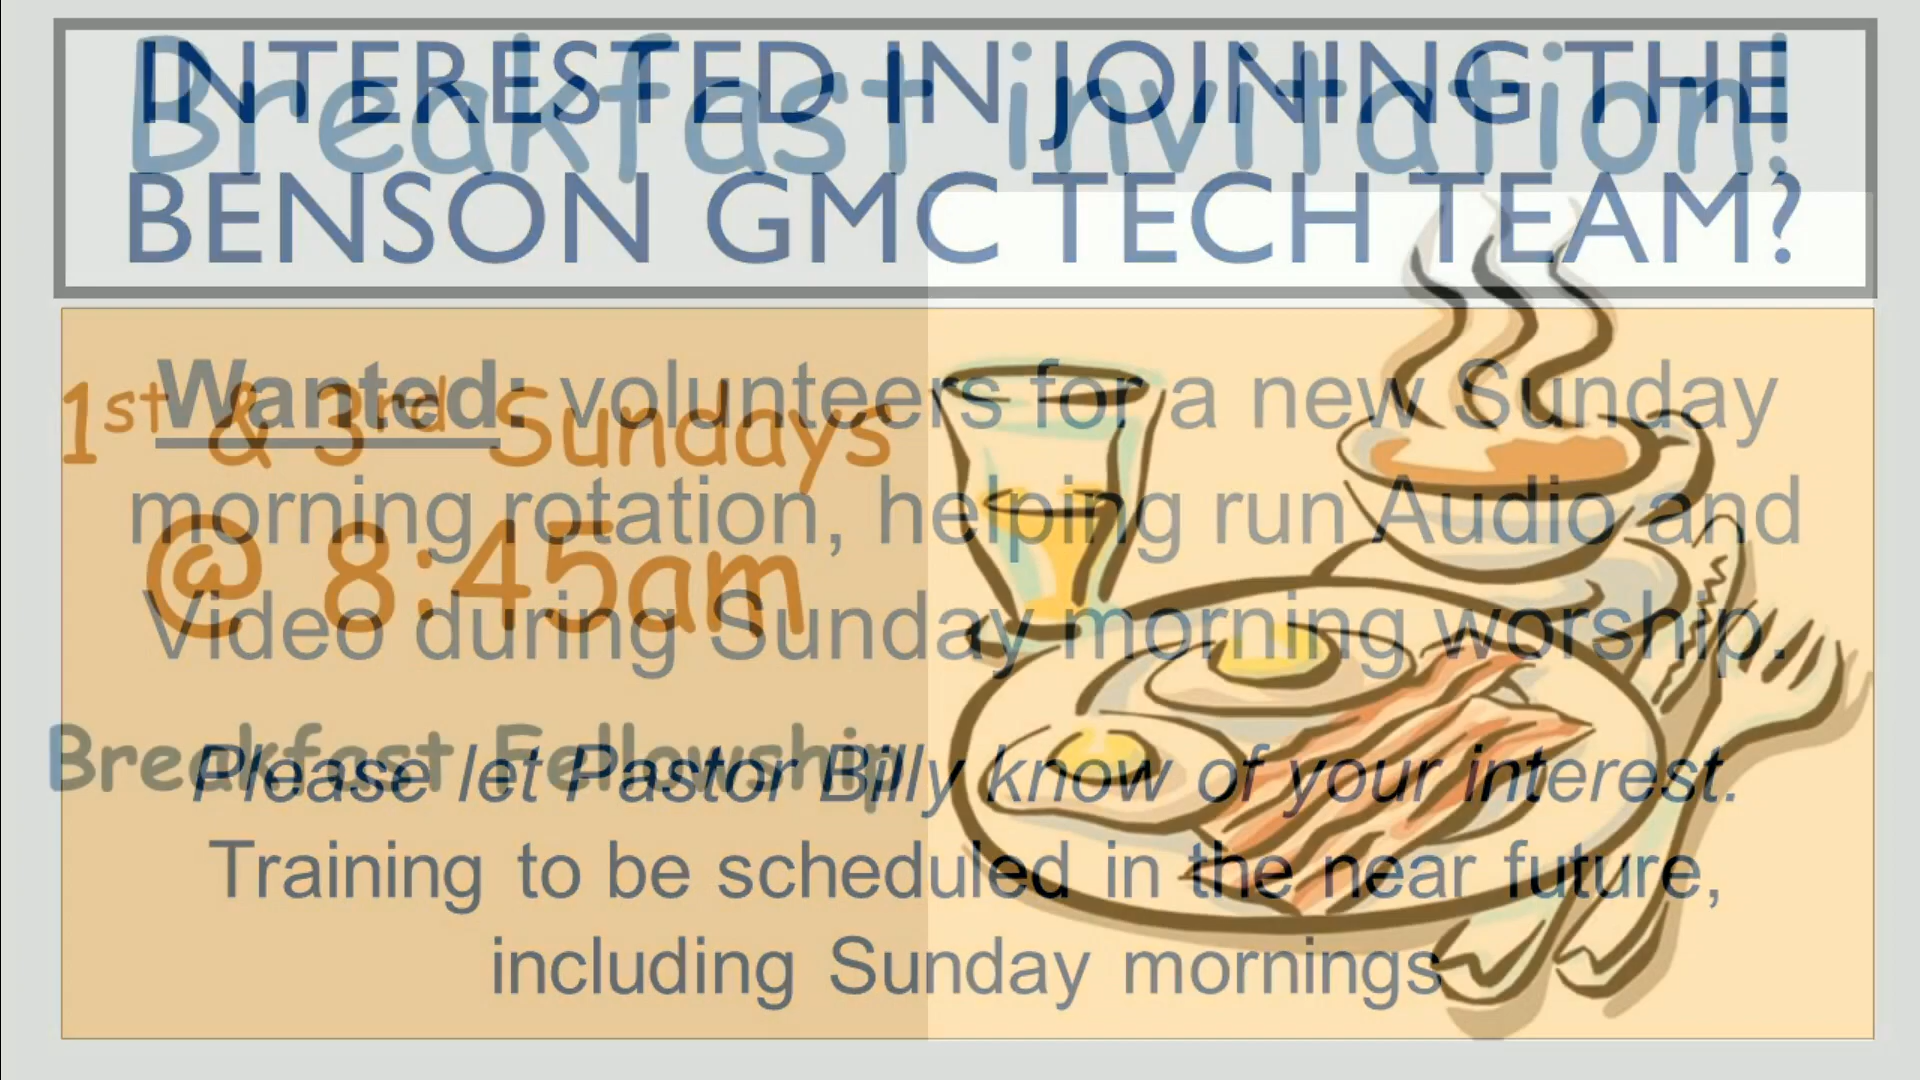 Breakfast invitation!
1st & 3rd Sundays
@ 8:45am
Breakfast Fellowship
INTERESTED IN JOINING THE
BENSON GMC TECH TEAM?
Wanted: volunteers for a new Sunday
morning rotation, helping run Audio and
Video during Sunday morning worship.
Please let Pastor Billy know of your interest.
Training to be scheduled in the near future,
including Sunday mornings